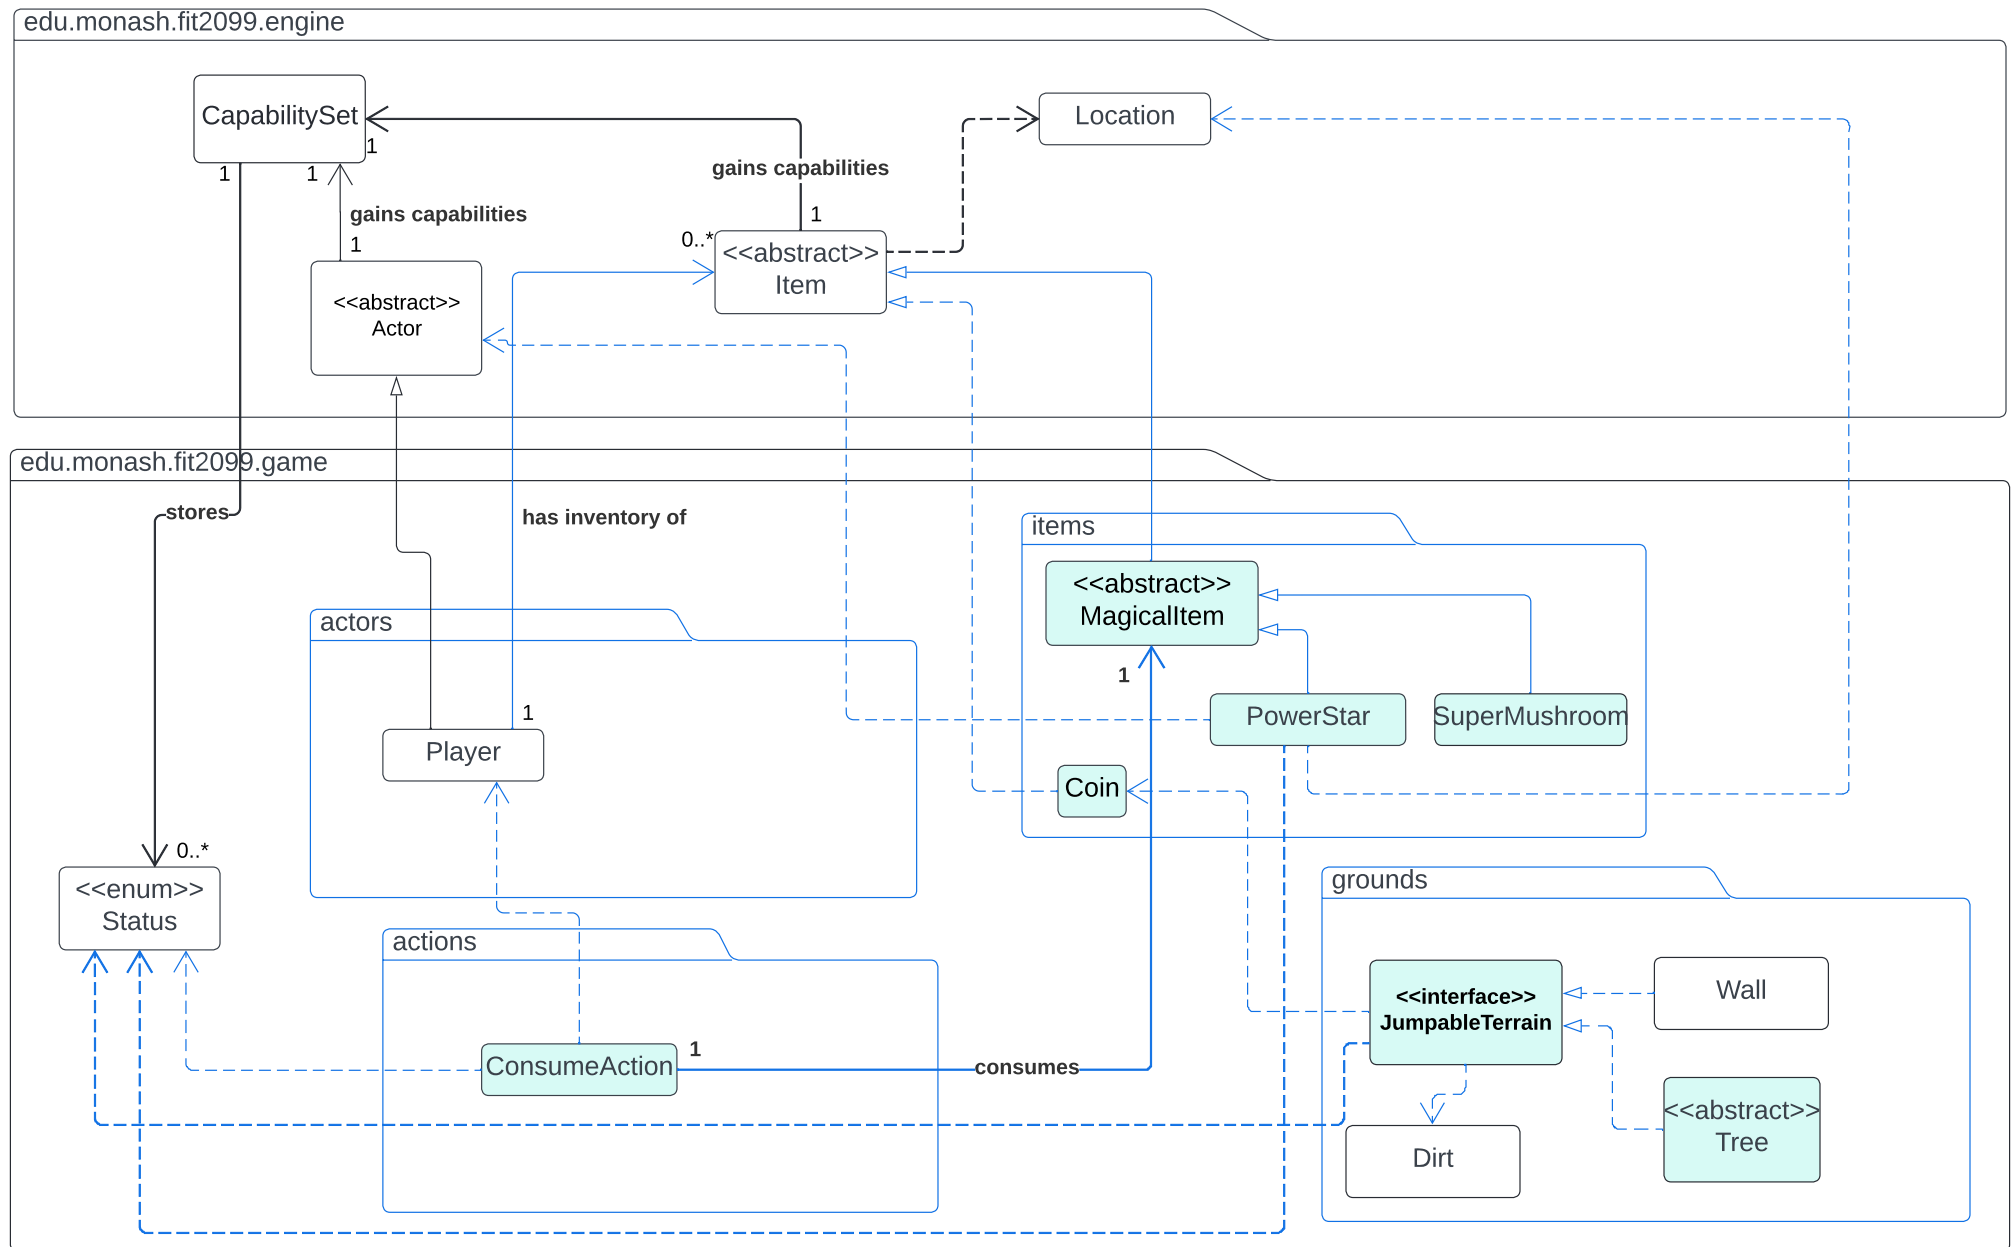 edu.monash.fit2099.engine
CapabilitySet
Location
1
1
1
gains capabilities
gains capabilities
1
1
0..*
<<abstract>>
Item
<<abstract>>
Actor
edu.monash.fit2099.game
stores
has inventory of
items
<<abstract>>
MagicalItem
actors
1
1
PowerStar
SuperMushroom
Player
Coin
0..*
<<enum>>
Status
grounds
actions
<<interface>>
JumpableTerrain
Wall
1
ConsumeAction
consumes
<<abstract>>
Tree
Dirt